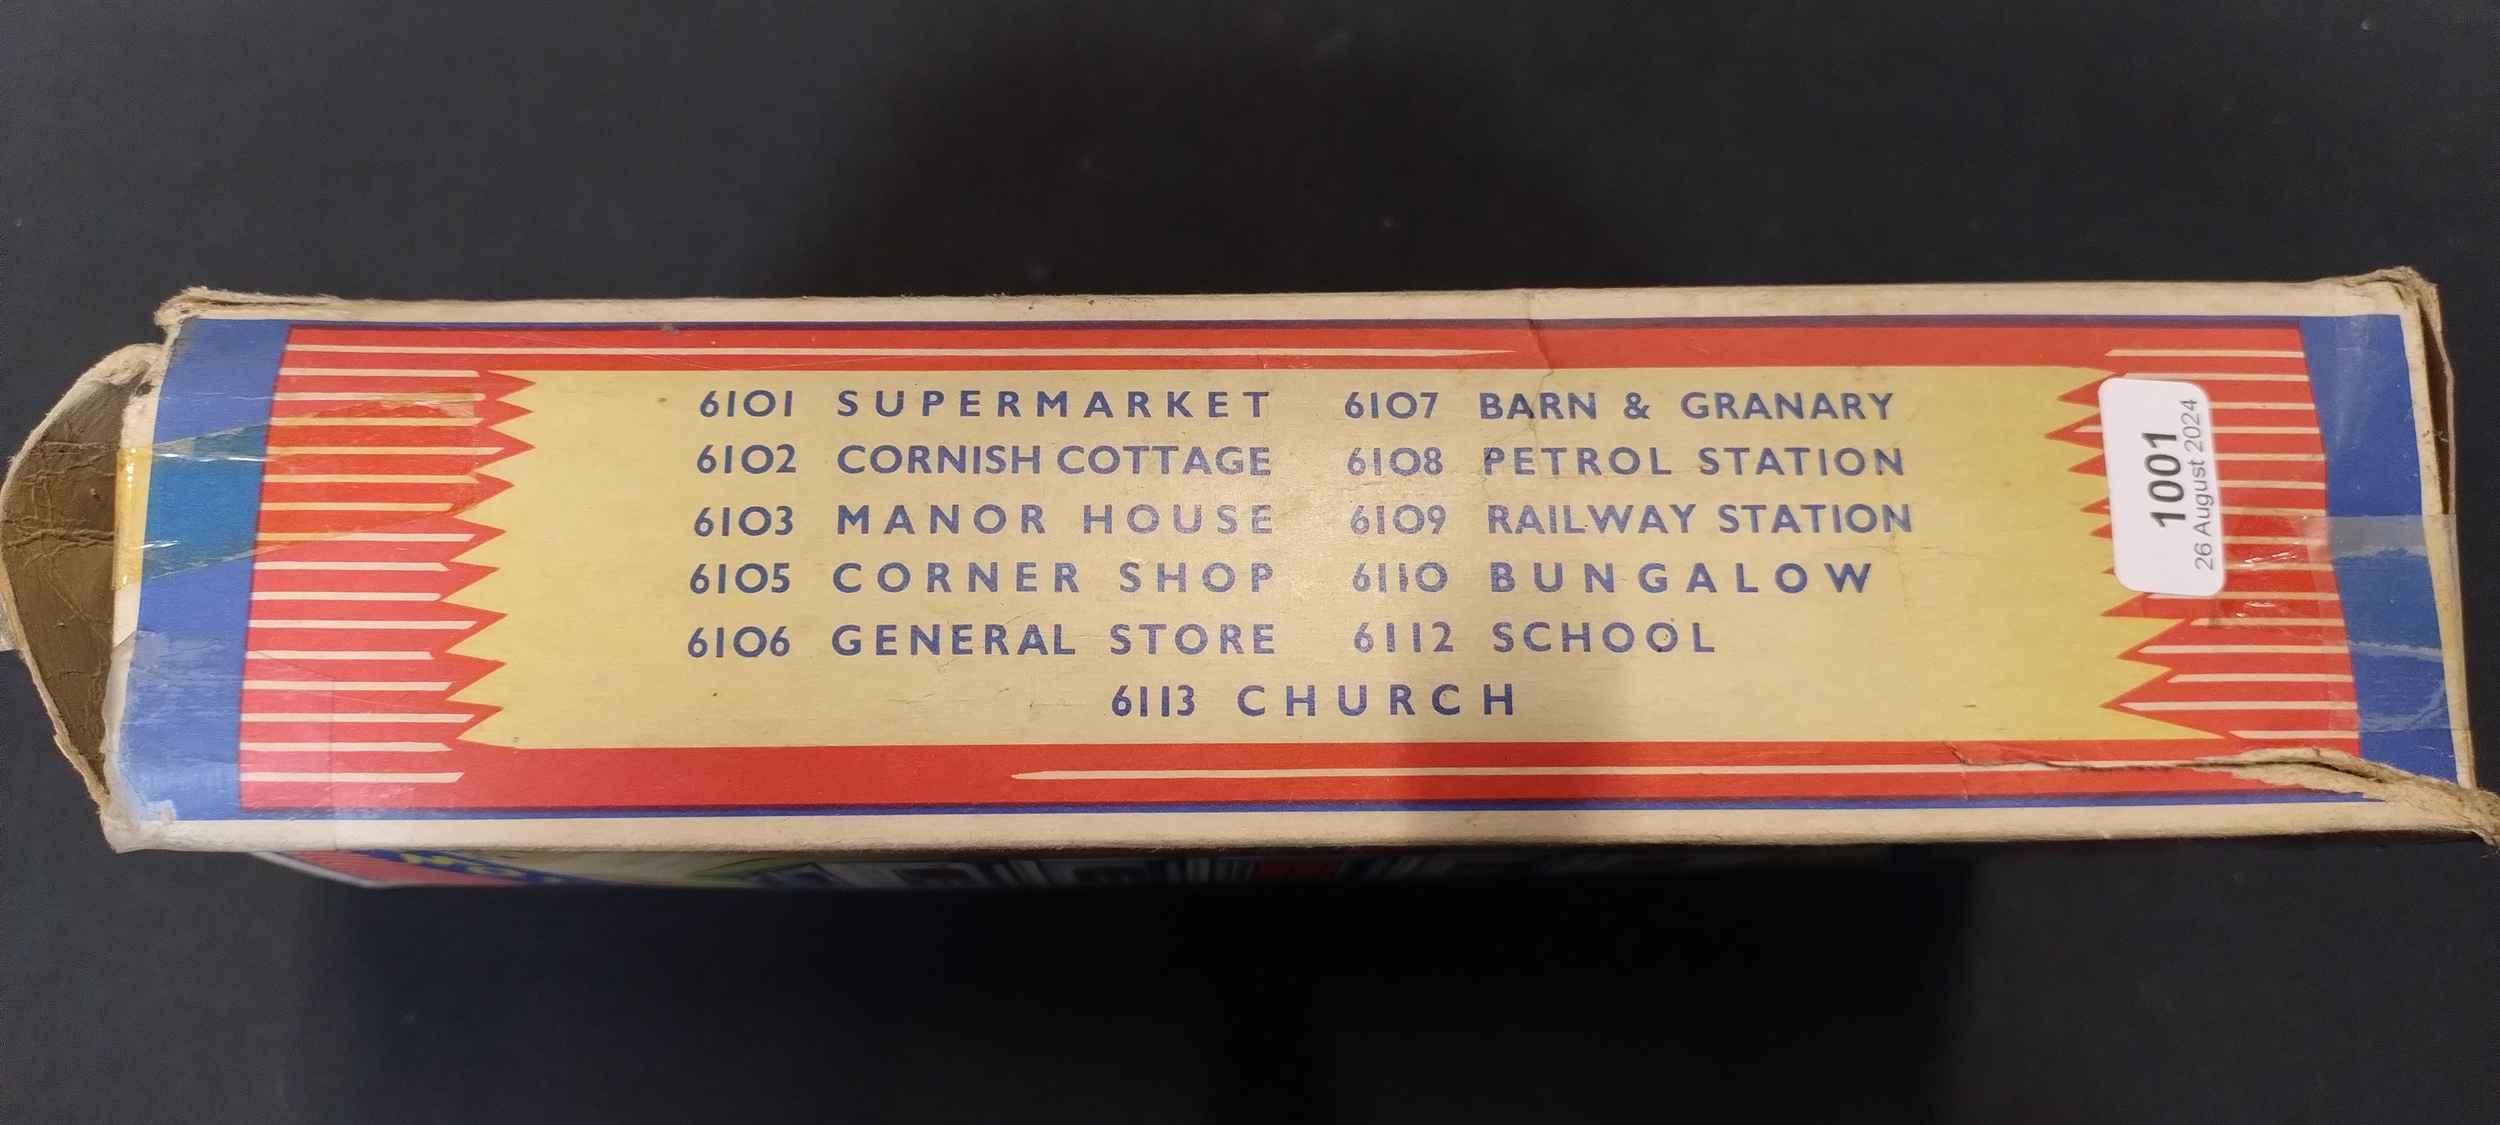 6101 SUPERMARKET
6102 CORNISH COTTAGE
6103 MANOR HOUSE
6105 CORNER SHOP
6106 GENERAL STORE
6107 BARN & GRANARY
6108 PETROL STATION
6109 RAILWAY STATION
6110 BUNGALOW
6112 SCHOOL
6113 CHURCH
1001
26 August 2024